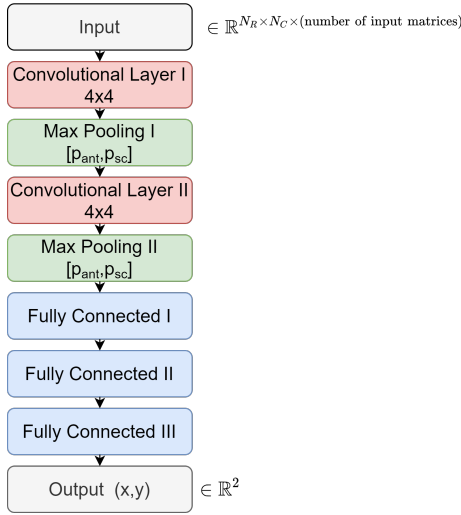 Input ∈ ℝ^{N_R×N_C×(number of input matrices)}
Convolutional Layer I
4x4
Max Pooling I
[p_ant,p_sc]
Convolutional Layer II
4x4
Max Pooling II
[p_ant,p_sc]
Fully Connected I
Fully Connected II
Fully Connected III
Output (x,y) ∈ ℝ^2